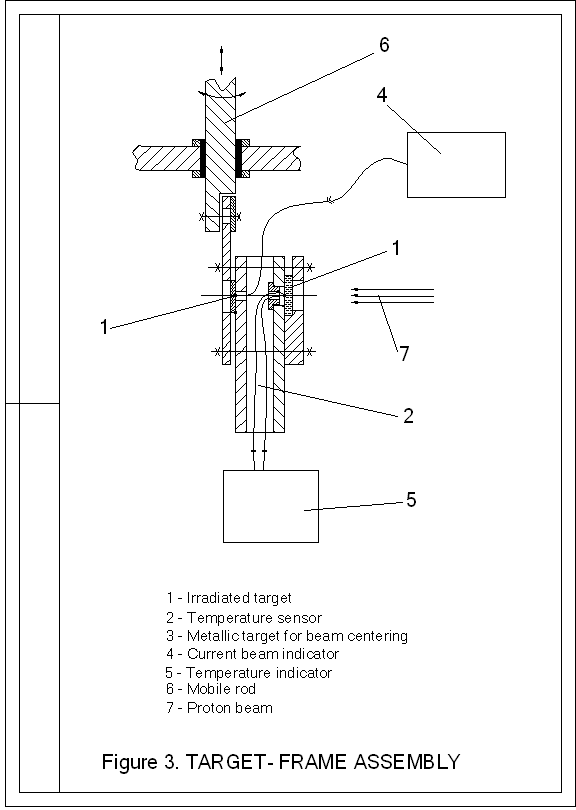 6
4
1
1
7
2
5
1 - Irradiated target
2 - Temperature sensor
3 - Metallic target for beam centering
4 - Current beam indicator
5 - Temperature indicator
6 - Mobile rod
7 - Proton beam
Figure 3. TARGET- FRAME ASSEMBLY